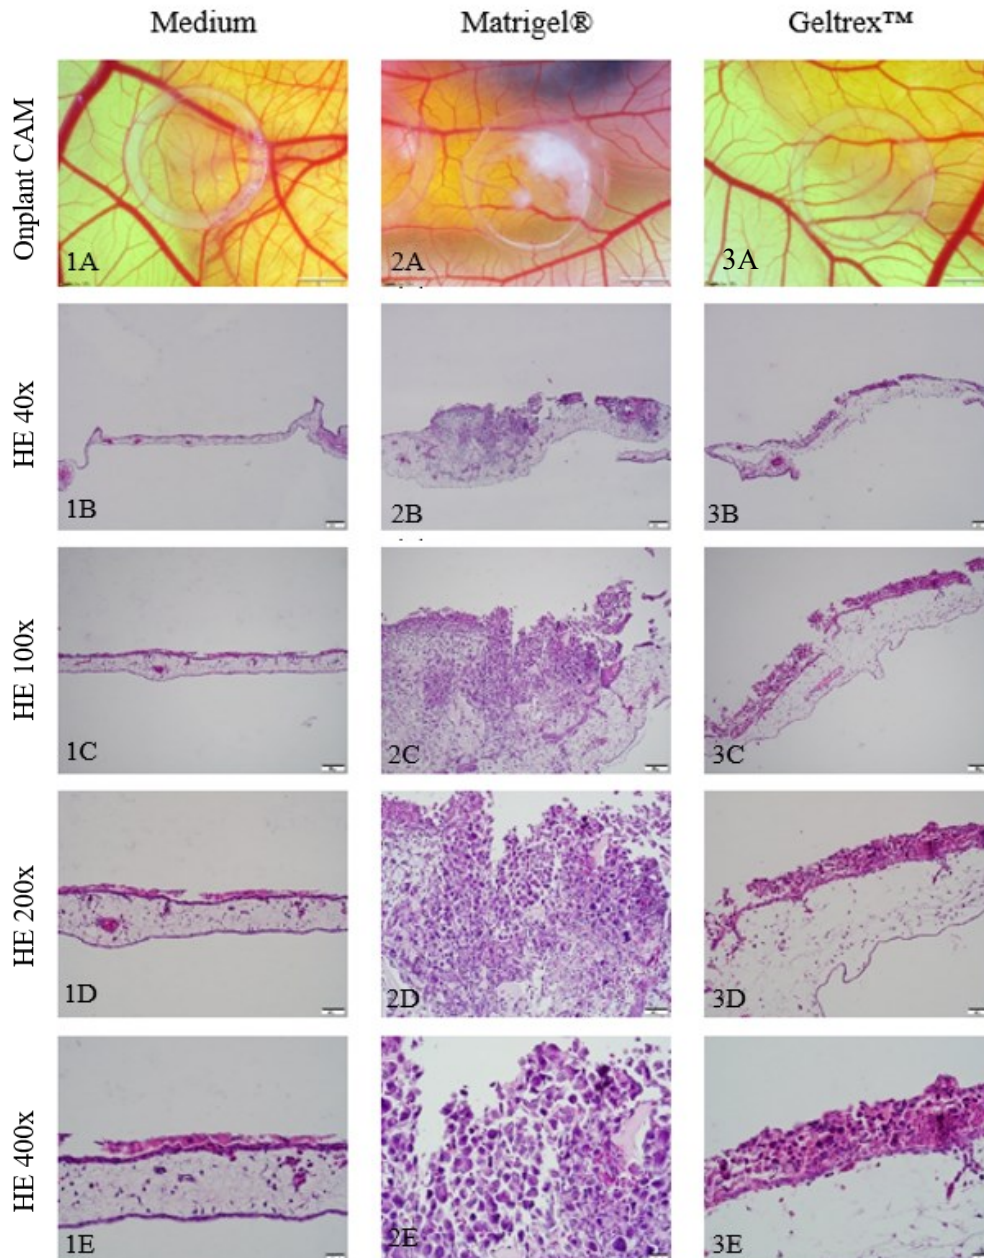 Medium Matrigel® Geltrex™
Onplant CAM
1A 2A 3A
HE 40x
1B 2B 3B
HE 100x
1C 2C 3C
HE 200x
1D 2D 3D
HE 400x
1E 2E 3E